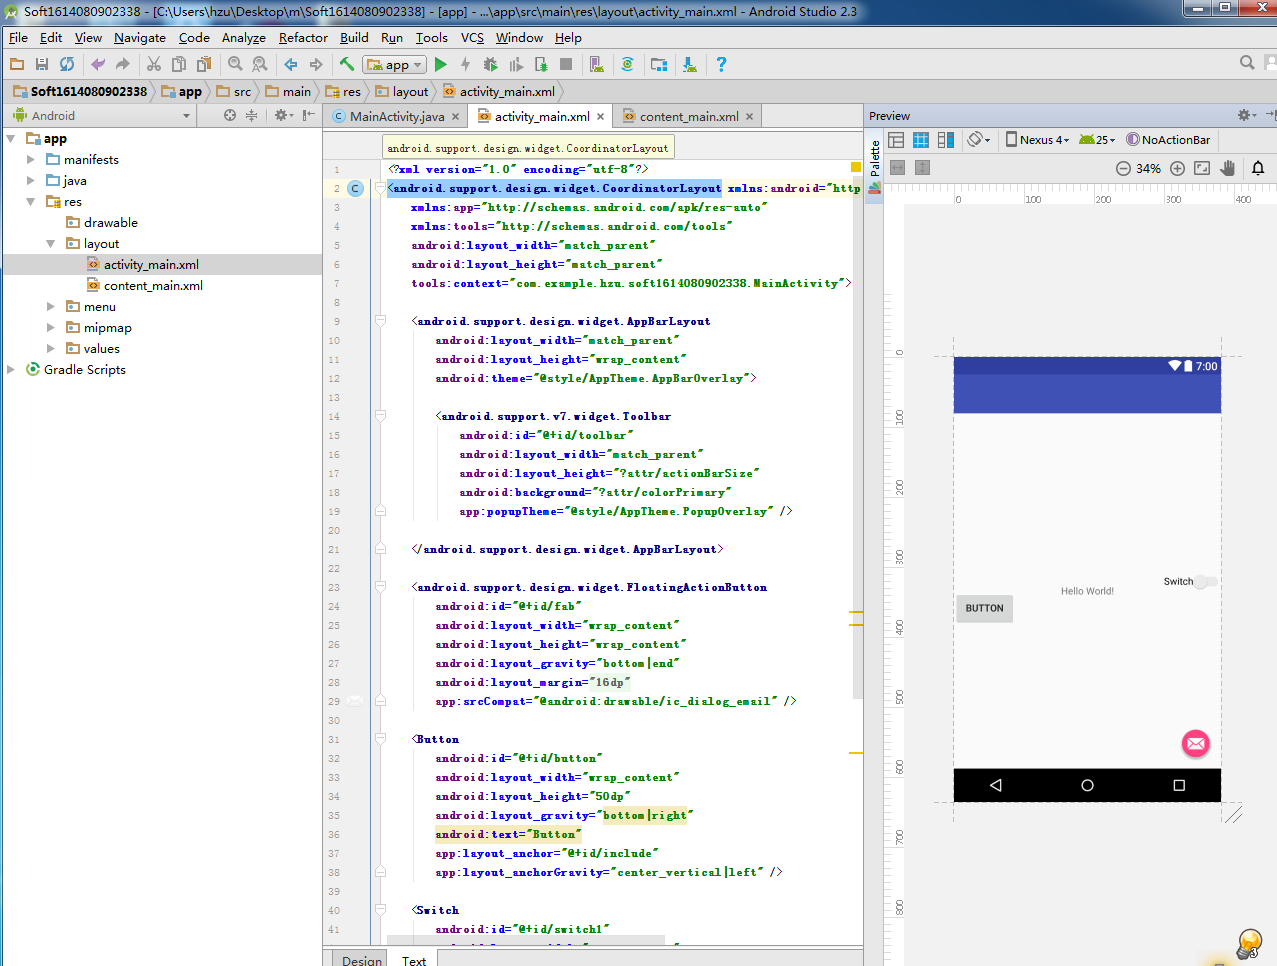 Soft1614080902338 - [C:\Users\hzu\Desktop\m\Soft1614080902338] - [app] - ...\app\src\main\res\layout\activity_main.xml - Android Studio 2.3
File Edit View Navigate Code Analyze Refactor Build Run Tools VCS Window Help
app
Soft1614080902338 app src main res layout activity_main.xml
Android
MainActivity.java activity_main.xml content_main.xml
Preview
app
manifests
java
res
drawable
layout
activity_main.xml
content_main.xml
menu
mipmap
values
Gradle Scripts
android.support.design.widget.CoordinatorLayout
1 <?xml version="1.0" encoding="utf-8"?>
2 <android.support.design.widget.CoordinatorLayout xmlns:android="http
3 xmlns:app="http://schemas.android.com/apk/res-auto"
4 xmlns:tools="http://schemas.android.com/tools"
5 android:layout_width="match_parent"
6 android:layout_height="match_parent"
7 tools:context="com.example.hzu.soft1614080902338.MainActivity">
8
9 <android.support.design.widget.AppBarLayout
10 android:layout_width="match_parent"
11 android:layout_height="wrap_content"
12 android:theme="@style/AppTheme.AppBarOverlay">
13
14 <android.support.v7.widget.Toolbar
15 android:id="@+id/toolbar"
16 android:layout_width="match_parent"
17 android:layout_height="?attr/actionBarSize"
18 android:background="?attr/colorPrimary"
19 app:popupTheme="@style/AppTheme.PopupOverlay" />
20
21 </android.support.design.widget.AppBarLayout>
22
23 <android.support.design.widget.FloatingActionButton
24 android:id="@+id/fab"
25 android:layout_width="wrap_content"
26 android:layout_height="wrap_content"
27 android:layout_gravity="bottom|end"
28 android:layout_margin="16dp"
29 app:srcCompat="@android:drawable/ic_dialog_email" />
30
31 <Button
32 android:id="@+id/button"
33 android:layout_width="wrap_content"
34 android:layout_height="50dp"
35 android:layout_gravity="bottom|right"
36 android:text="Button"
37 app:layout_anchor="@+id/include"
38 app:layout_anchorGravity="center_vertical|left" />
39
40 <Switch
41 android:id="@+id/switch1"
Design Text
Palette
Nexus 4 25 NoActionBar
34%
0 100 200 300 400
0
100
200
300
400
500
600
700
800
7:00
Switch
Hello World!
BUTTON
3